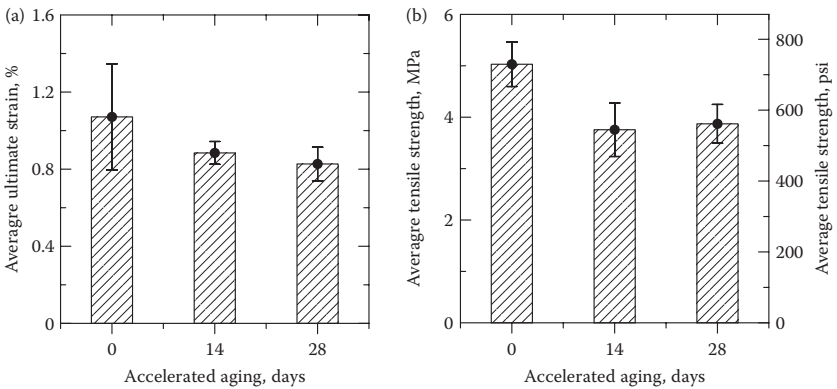 (a)
Averagre ultimate strain, %
1.6
1.2
0.8
0.4
0
0
14
28
Accelerated aging, days
(b)
Averagre tensile strength, MPa
6
4
2
0
0
14
28
Accelerated aging, days
800
600
400
200
0
Average tensile strength, psi